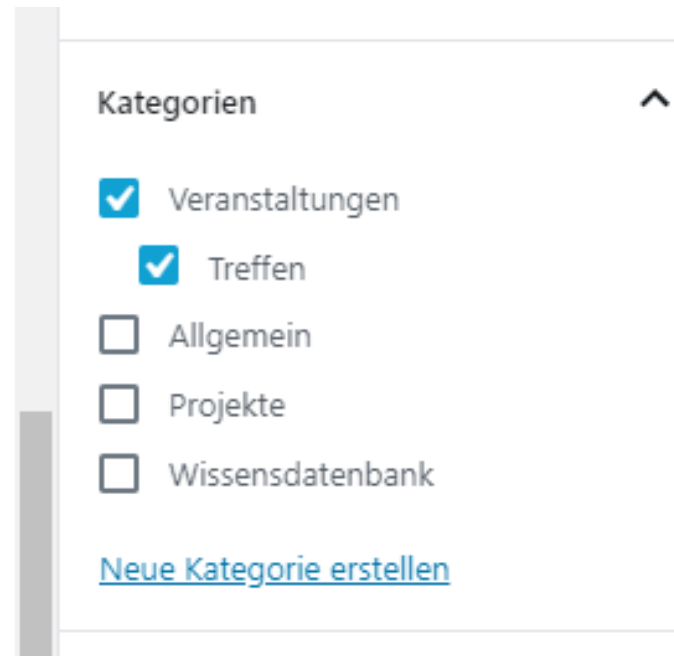 Kategorien
Veranstaltungen
Treffen
Allgemein
Projekte
Wissensdatenbank
Neue Kategorie erstellen